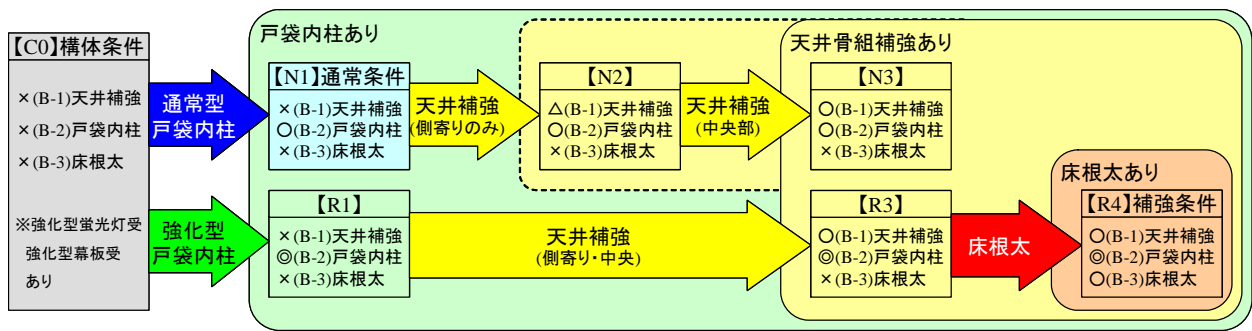 【C0】構体条件
×(B-1)天井補強
×(B-2)戸袋内柱
×(B-3)床根太
※強化型蛍光灯受
強化型幕板受
あり
通常型
戸袋内柱
強化型
戸袋内柱
戸袋内柱あり
【N1】通常条件
×(B-1)天井補強
○(B-2)戸袋内柱
×(B-3)床根太
天井補強
(側寄りのみ)
【N2】
△(B-1)天井補強
○(B-2)戸袋内柱
×(B-3)床根太
天井補強
(中央部)
天井骨組補強あり
【N3】
○(B-1)天井補強
○(B-2)戸袋内柱
×(B-3)床根太
【R1】
×(B-1)天井補強
◎(B-2)戸袋内柱
×(B-3)床根太
天井補強
(側寄り・中央)
【R3】
○(B-1)天井補強
◎(B-2)戸袋内柱
×(B-3)床根太
床根太
床根太あり
【R4】補強条件
○(B-1)天井補強
◎(B-2)戸袋内柱
○(B-3)床根太